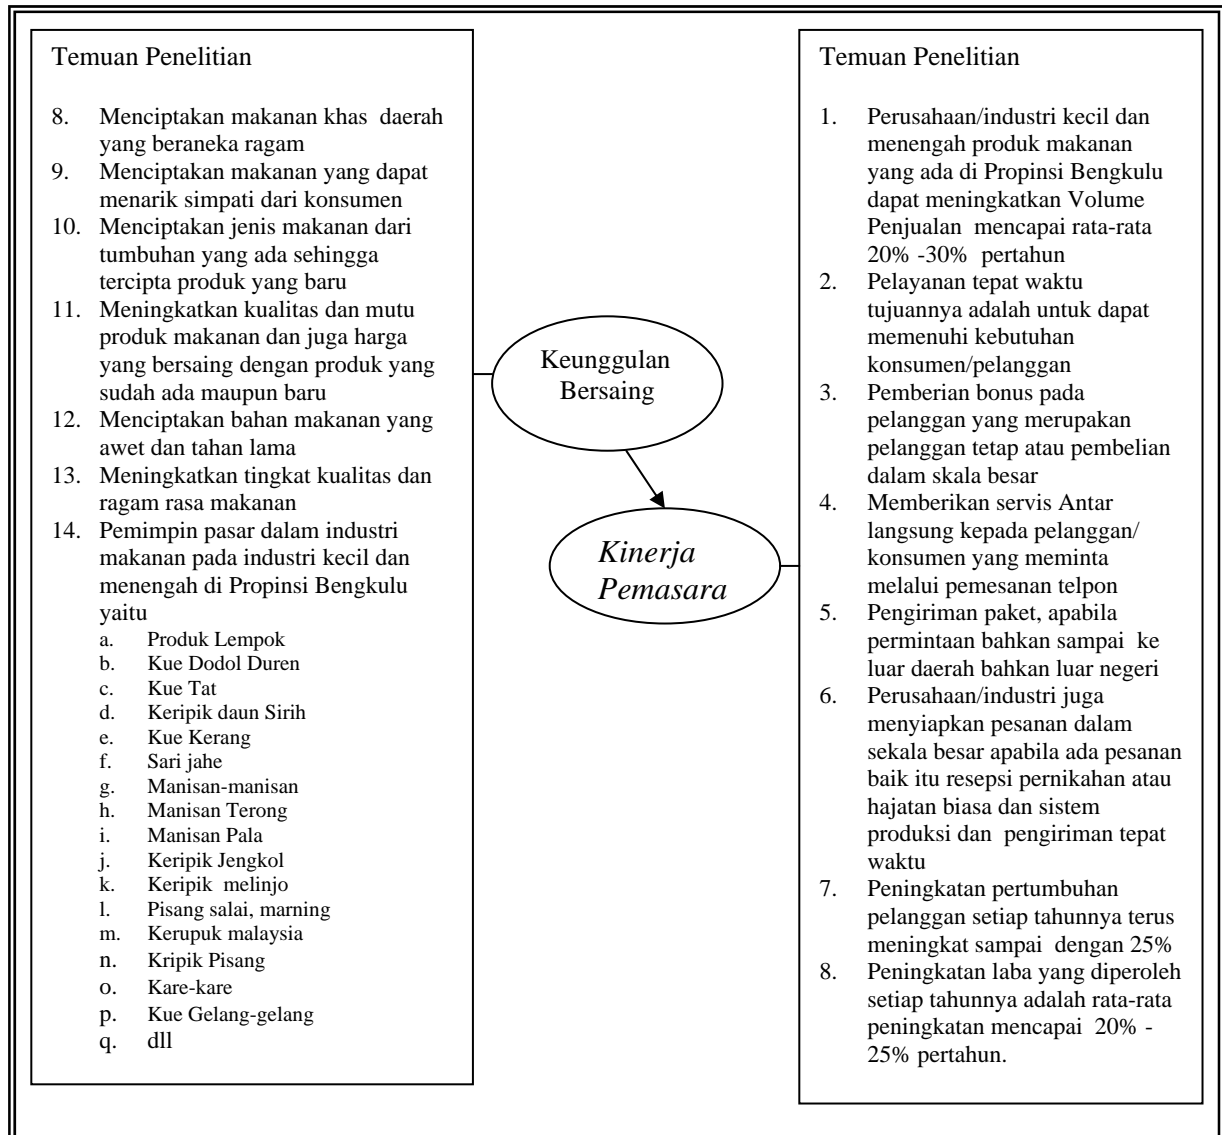 Temuan Penelitian
8. Menciptakan makanan khas daerah
yang beraneka ragam
9. Menciptakan makanan yang dapat
menarik simpati dari konsumen
10. Menciptakan jenis makanan dari
tumbuhan yang ada sehingga
tercipta produk yang baru
11. Meningkatkan kualitas dan mutu
produk makanan dan juga harga
yang bersaing dengan produk yang
sudah ada maupun baru
12. Menciptakan bahan makanan yang
awet dan tahan lama
13. Meningkatkan tingkat kualitas dan
ragam rasa makanan
14. Pemimpin pasar dalam industri
makanan pada industri kecil dan
menengah di Propinsi Bengkulu
yaitu
a. Produk Lempok
b. Kue Dodol Duren
c. Kue Tat
d. Keripik daun Sirih
e. Kue Kerang
f. Sari jahe
g. Manisan-manisan
h. Manisan Terong
i. Manisan Pala
j. Keripik Jengkol
k. Keripik melinjo
l. Pisang salai, marning
m. Kerupuk malaysia
n. Kripik Pisang
o. Kare-kare
p. Kue Gelang-gelang
q. dll
Keunggulan
Bersaing
Kinerja
Pemasara
Temuan Penelitian
1. Perusahaan/industri kecil dan
menengah produk makanan
yang ada di Propinsi Bengkulu
dapat meningkatkan Volume
Penjualan mencapai rata-rata
20% -30% pertahun
2. Pelayanan tepat waktu
tujuannya adalah untuk dapat
memenuhi kebutuhan
konsumen/pelanggan
3. Pemberian bonus pada
pelanggan yang merupakan
pelanggan tetap atau pembelian
dalam skala besar
4. Memberikan servis Antar
langsung kepada pelanggan/
konsumen yang meminta
melalui pemesanan telpon
5. Pengiriman paket, apabila
permintaan bahkan sampai ke
luar daerah bahkan luar negeri
6. Perusahaan/industri juga
menyiapkan pesanan dalam
sekala besar apabila ada pesanan
baik itu resepsi pernikahan atau
hajatan biasa dan sistem
produksi dan pengiriman tepat
waktu
7. Peningkatan pertumbuhan
pelanggan setiap tahunnya terus
meningkat sampai dengan 25%
8. Peningkatan laba yang diperoleh
setiap tahunnya adalah rata-rata
peningkatan mencapai 20% -
25% pertahun.